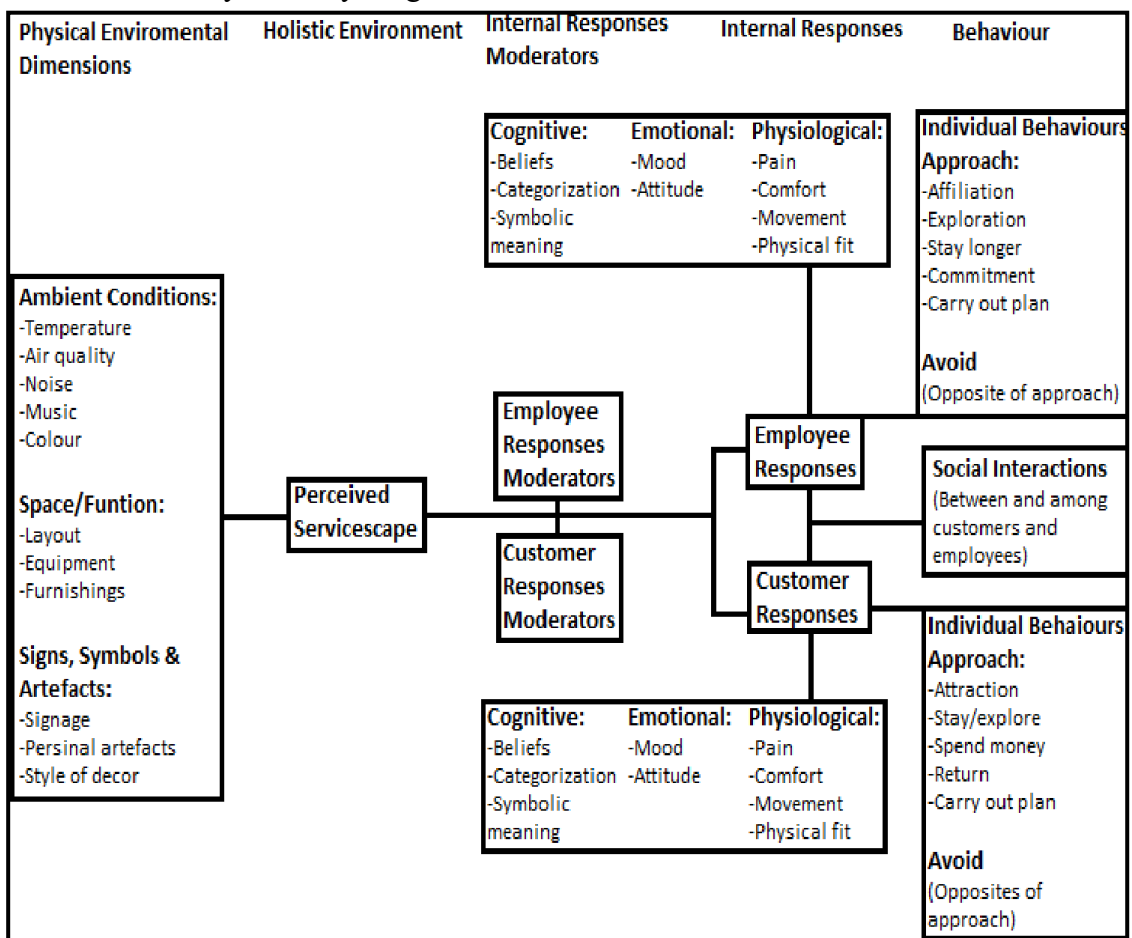 Physical Enviromental
Dimensions
Holistic Environment
Internal Responses
Moderators
Internal Responses
Behaviour
Cognitive:
-Beliefs
-Categorization
-Symbolic
meaning
Emotional:
-Mood
-Attitude
Physiological:
-Pain
-Comfort
-Movement
-Physical fit
Individual Behaviours
Approach:
-Affiliation
-Exploration
-Stay longer
-Commitment
-Carry out plan
Avoid
(Opposite of approach)
Ambient Conditions:
-Temperature
-Air quality
-Noise
-Music
-Colour
Space/Funtion:
-Layout
-Equipment
-Furnishings
Signs, Symbols &
Artefacts:
-Signage
-Persinal artefacts
-Style of decor
Perceived
Servicescape
Employee
Responses
Moderators
Customer
Responses
Moderators
Employee
Responses
Customer
Responses
Social Interactions
(Between and among
customers and
employees)
Cognitive:
-Beliefs
-Categorization
-Symbolic
meaning
Emotional:
-Mood
-Attitude
Physiological:
-Pain
-Comfort
-Movement
-Physical fit
Individual Behaiours
Approach:
-Attraction
-Stay/explore
-Spend money
-Return
-Carry out plan
Avoid
(Opposites of
approach)